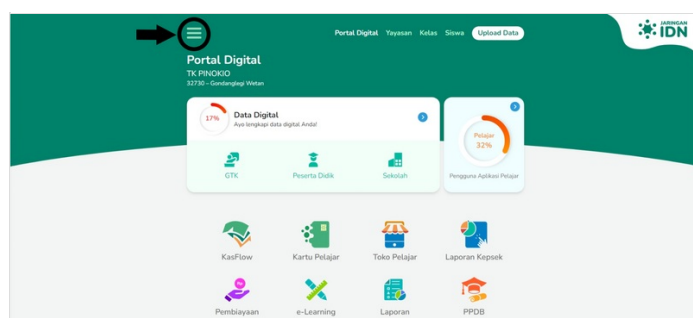 JARINGAN
IDN
Portal Digital Yayasan Kelas Siswa Upload Data
Portal Digital
TK PINOKIO
32730 – Gondanglegi Wetan
17%
Data Digital
Ayo lengkapi data digital Anda!
GTK Peserta Didik Sekolah
Pelajar
32%
Pengguna Aplikasi Pelajar
KasFlow Kartu Pelajar Toko Pelajar Laporan Kepsek
Pembiayaan e-Learning Laporan PPDB